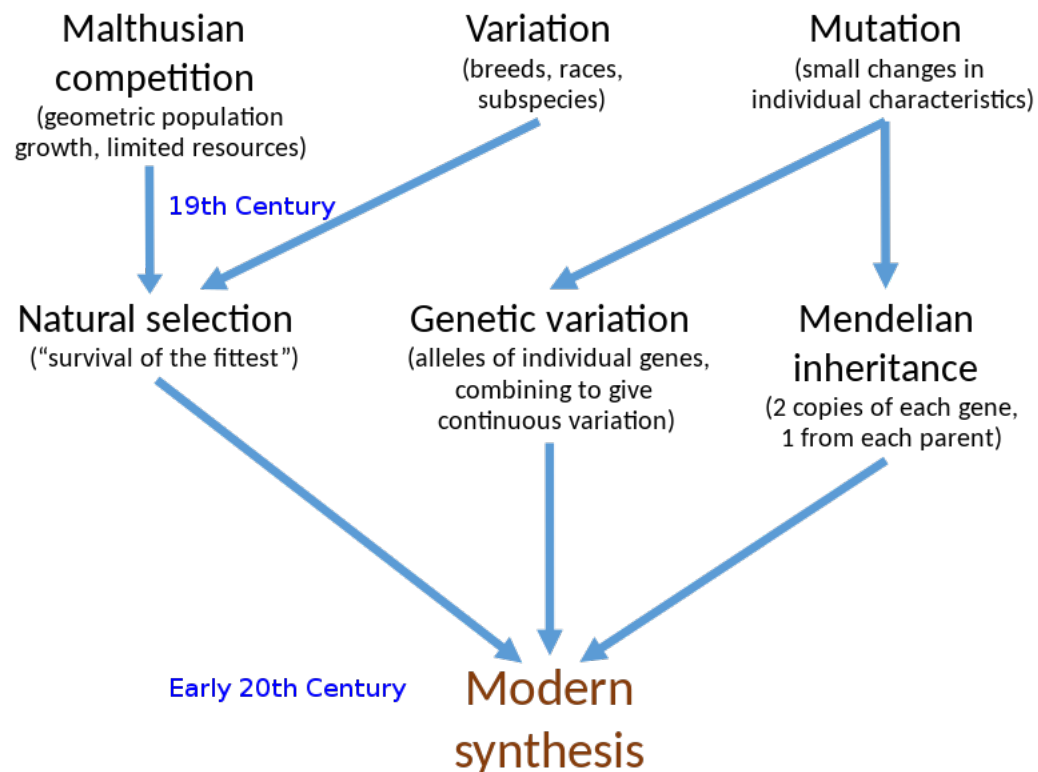 Malthusian
competition
(geometric population
growth, limited resources)
Variation
(breeds, races,
subspecies)
Mutation
(small changes in
individual characteristics)
19th Century
Natural selection
(“survival of the fittest”)
Genetic variation
(alleles of individual genes,
combining to give
continuous variation)
Mendelian
inheritance
(2 copies of each gene,
1 from each parent)
Early 20th Century
Modern
synthesis